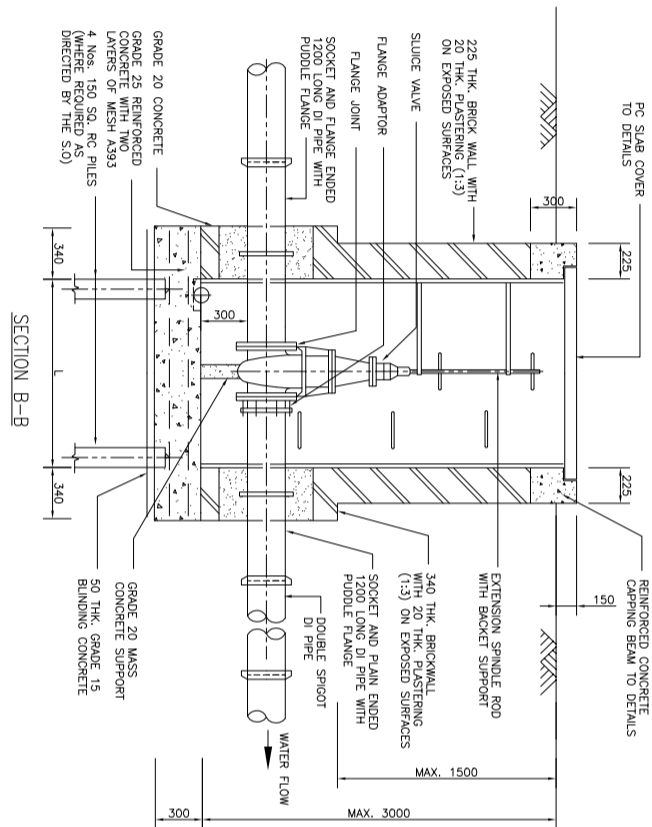 PC SLAB COVER
TO DETAILS
300
225
225 THK. BRICK WALL WITH
20 THK. PLASTERING (1:3)
ON EXPOSED SURFACES
SLUICE VALVE
FLANGE ADAPTOR
FLANGE JOINT
SOCKET AND FLANGE ENDED
1200 LONG DI PIPE WITH
PUDDLE FLANGE
GRADE 20 CONCRETE
GRADE 25 REINFORCED
CONCRETE WITH TWO
LAYERS OF MESH A393
4 Nos. 150 SQ. RC PILES
(WHERE REQUIRED AS
DIRECTED BY THE S.O)
340
300
L
340
225
REINFORCED CONCRETE
CAPPING BEAM TO DETAILS
150
EXTENSION SPINDLE ROD
WITH BACKET SUPPORT
340 THK. BRICKWALL
WITH 20 THK. PLASTERING
(1:3) ON EXPOSED SURFACES
SOCKET AND PLAIN ENDED
1200 LONG DI PIPE WITH
PUDDLE FLANGE
DOUBLE SPIGOT
DI PIPE
WATER FLOW
GRADE 20 MASS
CONCRETE SUPPORT
50 THK. GRADE 15
BLINDING CONCRETE
MAX. 1500
MAX. 3000
300
SECTION B-B